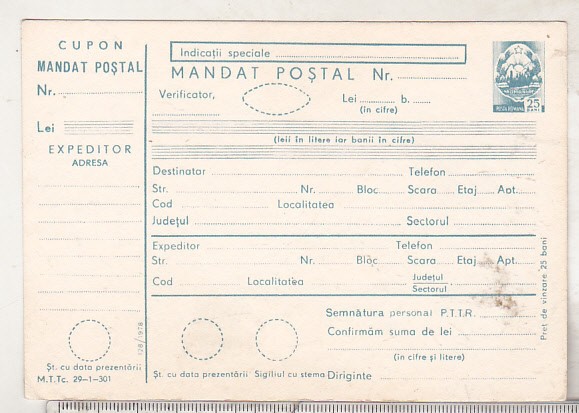 CUPON
MANDAT POȘTAL
Nr.
Lei
EXPEDITOR
ADRESA
Șt. cu data prezentării
M.T.Tc. 29-1-301
128/1978
Indicații speciale
MANDAT POȘTAL Nr.
Verificator,
Lei b.
(în cifre)
POSTA ROMANA
25
BANI
(leii în litere iar banii în cifre)
Destinatar Telefon
Str. Nr. Bloc Scara Etaj Apt.
Cod Localitatea
Județul Sectorul
Expeditor Telefon
Str. Nr. Bloc Scara Etaj Apt.
Cod Localitatea Județul
Sectorul
Semnătura personal P.T.T.R.
Confirmăm suma de lei
(în cifre și litere)
Șt. cu data prezentării Sigiliul cu stema Diriginte
Preț de vînzare 25 bani